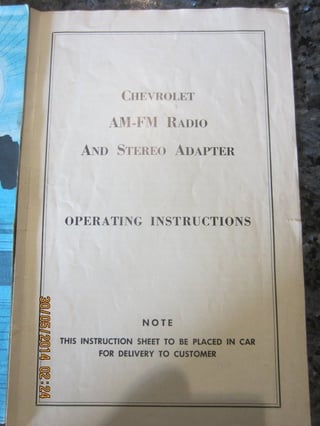 CHEVROLET
AM-FM RADIO
AND STEREO ADAPTER
OPERATING INSTRUCTIONS
NOTE
THIS INSTRUCTION SHEET TO BE PLACED IN CAR
FOR DELIVERY TO CUSTOMER
30/05/2014 02:24